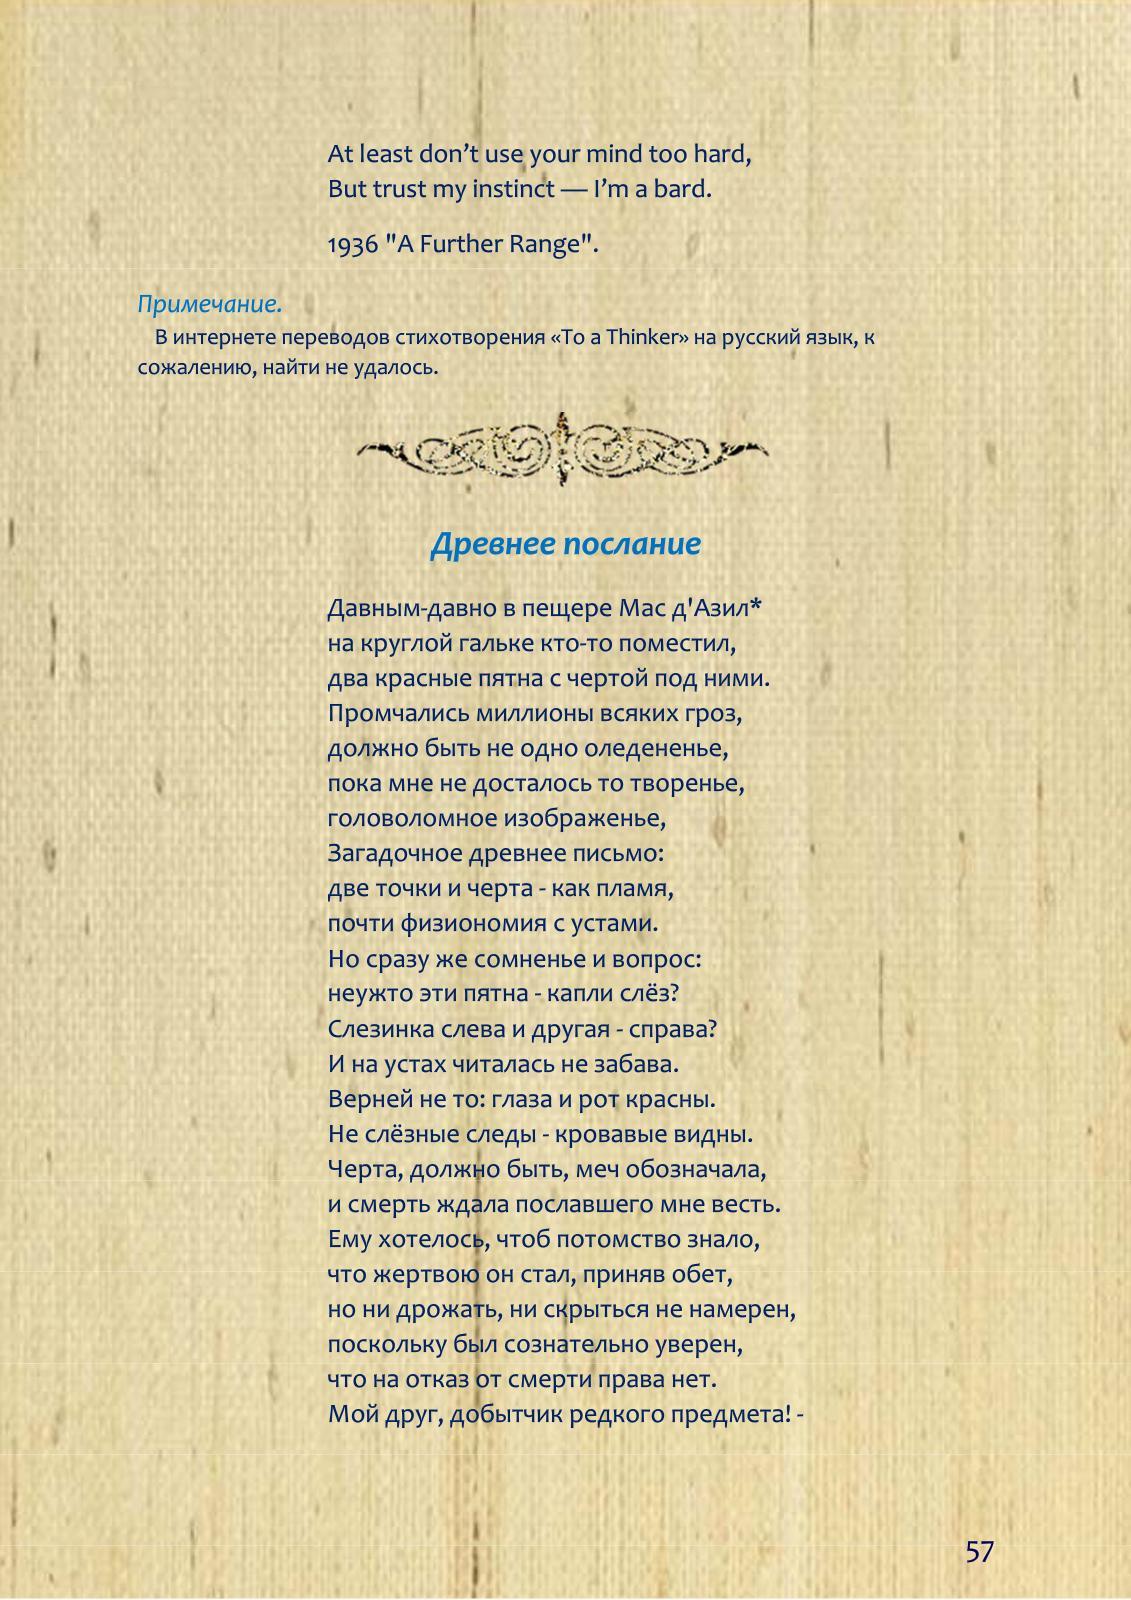 At least don’t use your mind too hard,
But trust my instinct — I’m a bard.
1936 "A Further Range".
Примечание.
В интернете переводов стихотворения «To a Thinker» на русский язык, к
сожалению, найти не удалось.
Древнее послание
Давным-давно в пещере Мас д'Азил*
на круглой гальке кто-то поместил,
два красные пятна с чертой под ними.
Промчались миллионы всяких гроз,
должно быть не одно оледененье,
пока мне не досталось то творенье,
головоломное изображенье,
Загадочное древнее письмо:
две точки и черта - как пламя,
почти физиономия с устами.
Но сразу же сомненье и вопрос:
неужто эти пятна - капли слёз?
Слезинка слева и другая - справа?
И на устах читалась не забава.
Верней не то: глаза и рот красны.
Не слёзные следы - кровавые видны.
Черта, должно быть, меч обозначала,
и смерть ждала пославшего мне весть.
Ему хотелось, чтоб потомство знало,
что жертвою он стал, приняв обет,
но ни дрожать, ни скрыться не намерен,
поскольку был сознательно уверен,
что на отказ от смерти права нет.
Мой друг, добытчик редкого предмета! -
57